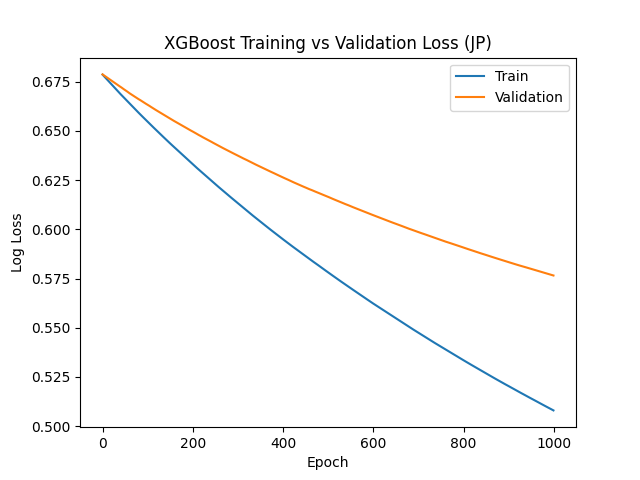 XGBoost Training vs Validation Loss (JP)
Train
Validation
Log Loss
0.675
0.650
0.625
0.600
0.575
0.550
0.525
0.500
0 200 400 600 800 1000
Epoch